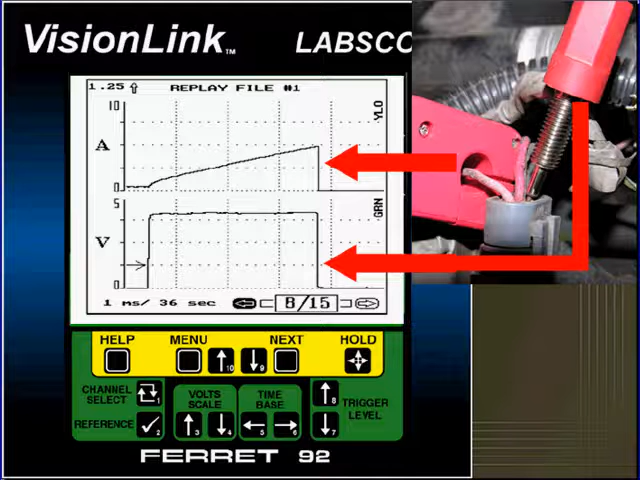 VisionLink™ LABSCO
1.25⇧ REPLAY FILE #1
10
YLO
A
0
5
GRN
V
0
1 ms/ 36 sec 8/15
HELP MENU NEXT HOLD
10 9
CHANNEL SELECT 1
VOLTS SCALE
TIME BASE
8
TRIGGER LEVEL
REFERENCE 2
3 4 5 6 7
FERRET 92